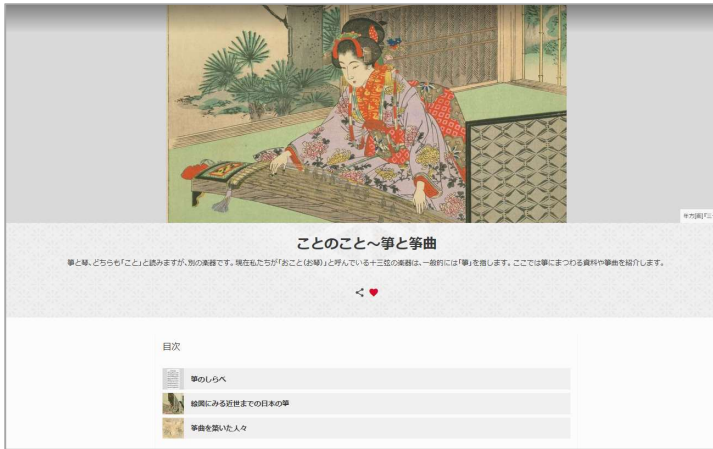 ことのこと～箏と箏曲
箏と琴、どちらも「こと」と読みますが、別の楽器です。現在私たちが「おこと(お琴)」と呼んでいる十三弦の楽器は、一般的には「箏」を指します。ここでは箏にまつわる資料や箏曲を紹介します。
目次
箏のしらべ
絵図にみる近世までの日本の箏
箏曲を築いた人々